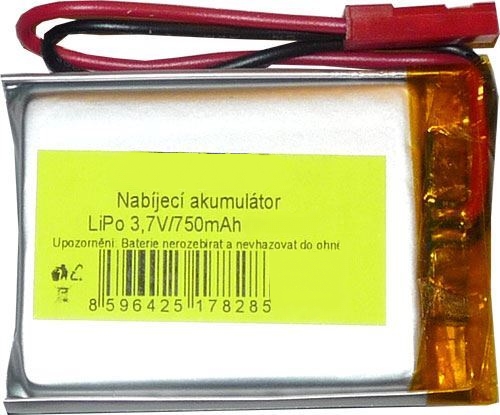 Nabíjecí akumulátor
LiPo 3,7V/750mAh
Upozornění. Baterie nerozebírat a nevhazovat do ohně
8 596425 178285